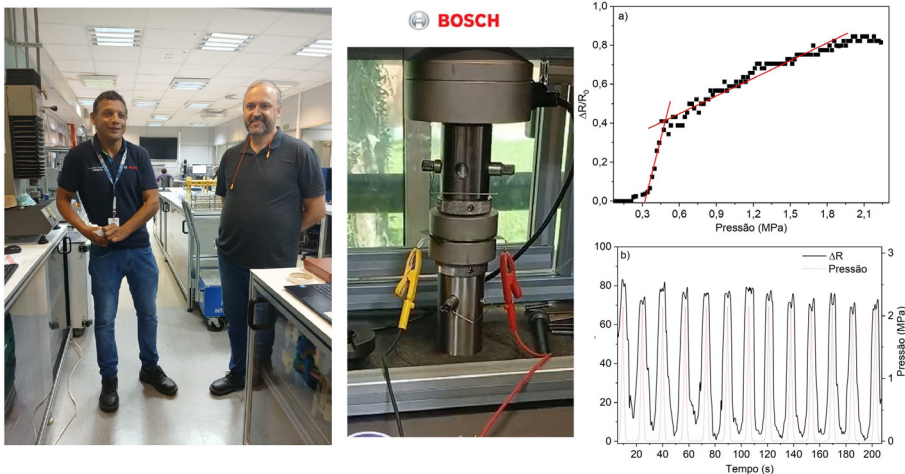 BOSCH
a)
ΔR/R₀
1,0
0,8
0,6
0,4
0,2
0,0
0,3 0,6 0,9 1,2 1,5 1,8 2,1
Pressão (MPa)
b)
ΔR
Pressão
100
80
60
40
20
0
3
2
1
0
Pressão (MPa)
20 40 60 80 100 120 140 160 180 200
Tempo (s)